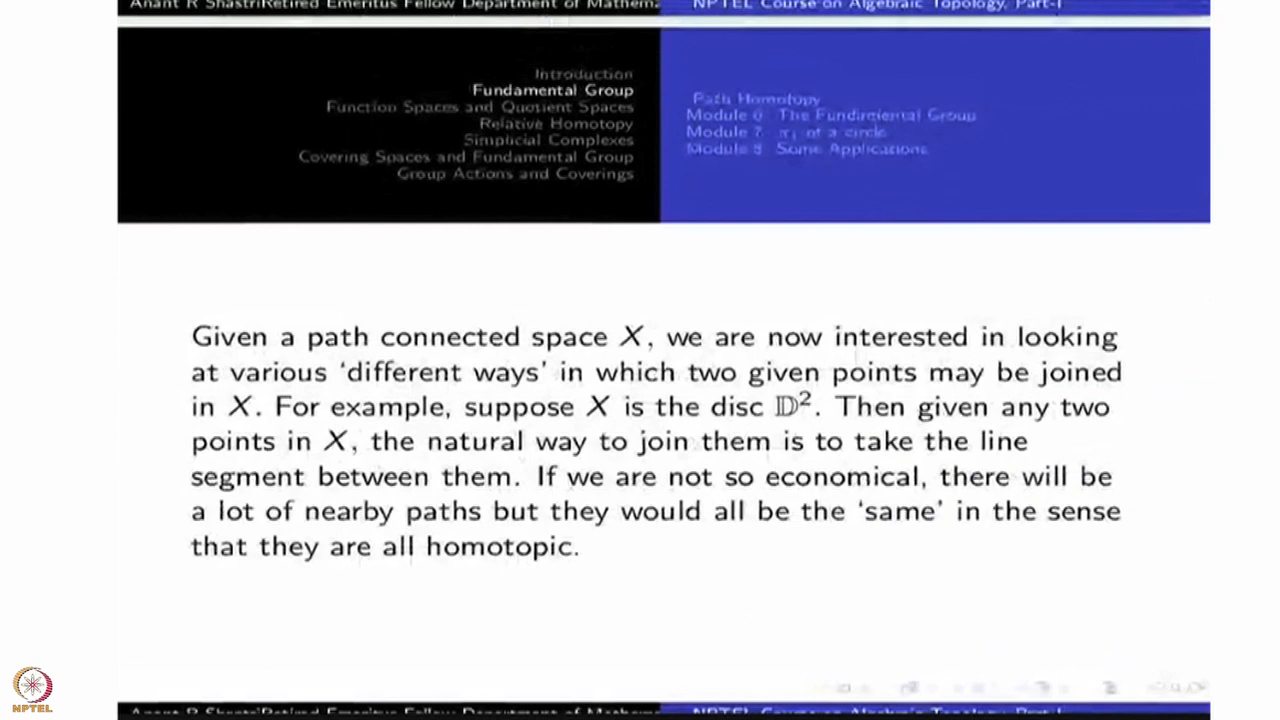 Anant R Shastri Retired Emeritus Fellow Department of Mathema
NPTEL Course on Algebraic Topology, Part-I
Introduction
Fundamental Group
Function Spaces and Quotient Spaces
Relative Homotopy
Simplicial Complexes
Covering Spaces and Fundamental Group
Group Actions and Coverings
Path Homotopy
Module 6 The Fundamental Group
Module 7 π₁ of a circle
Module 8 Some Applications
Given a path connected space X, we are now interested in looking
at various ‘different ways’ in which two given points may be joined
in X. For example, suppose X is the disc 𝔻². Then given any two
points in X, the natural way to join them is to take the line
segment between them. If we are not so economical, there will be
a lot of nearby paths but they would all be the ‘same’ in the sense
that they are all homotopic.
NPTEL
Anant R Shastri Retired Emeritus Fellow Department of Mathema
NPTEL Course on Algebraic Topology, Part-I